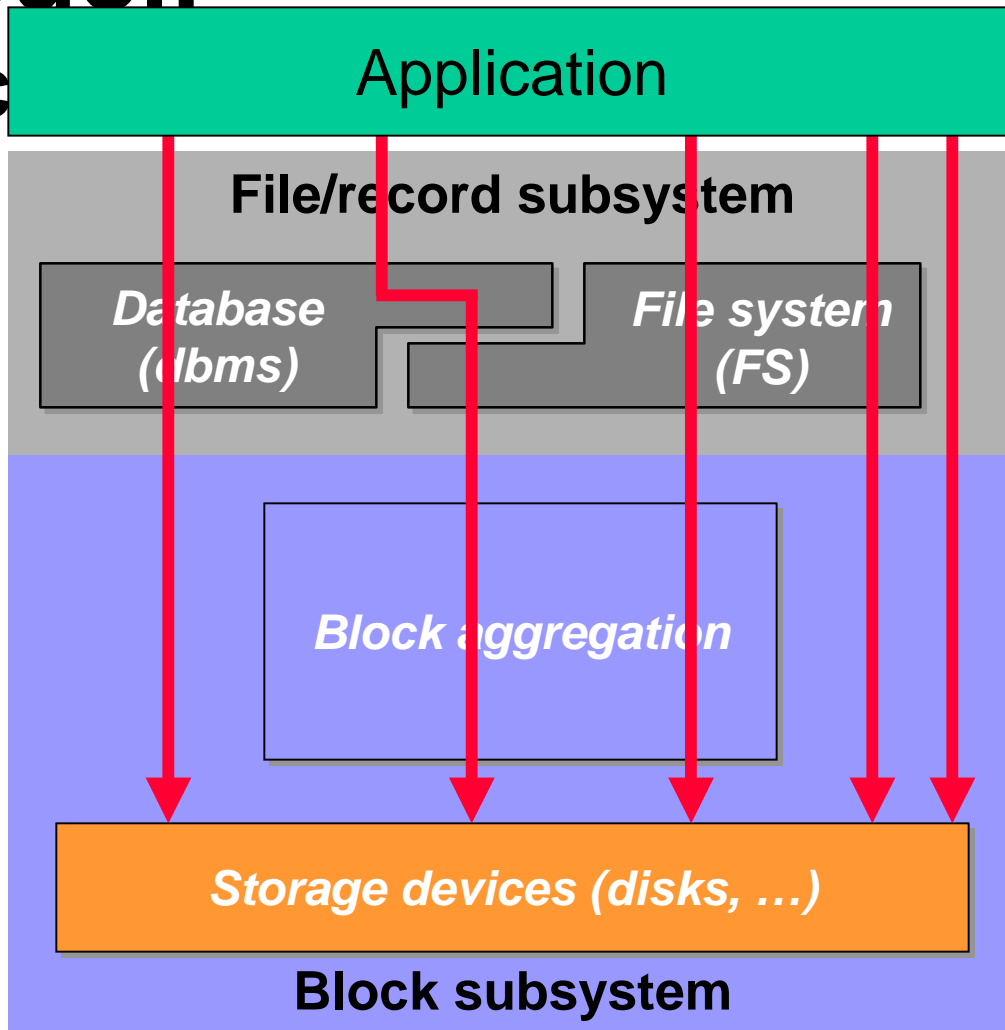 Application
File/record subsystem
Database
(dbms)
File system
(FS)
Block aggregation
Storage devices (disks, …)
Block subsystem